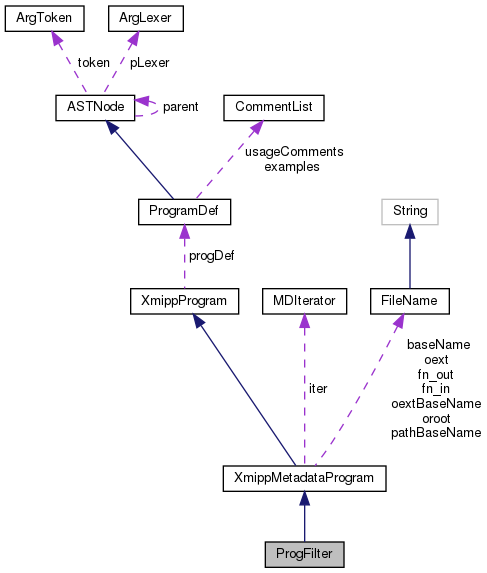 ArgToken
ArgLexer
token
pLexer
ASTNode
parent
CommentList
usageComments
examples
ProgramDef
String
progDef
XmippProgram
MDIterator
FileName
baseName
oext
fn_out
fn_in
oextBaseName
oroot
pathBaseName
iter
XmippMetadataProgram
ProgFilter